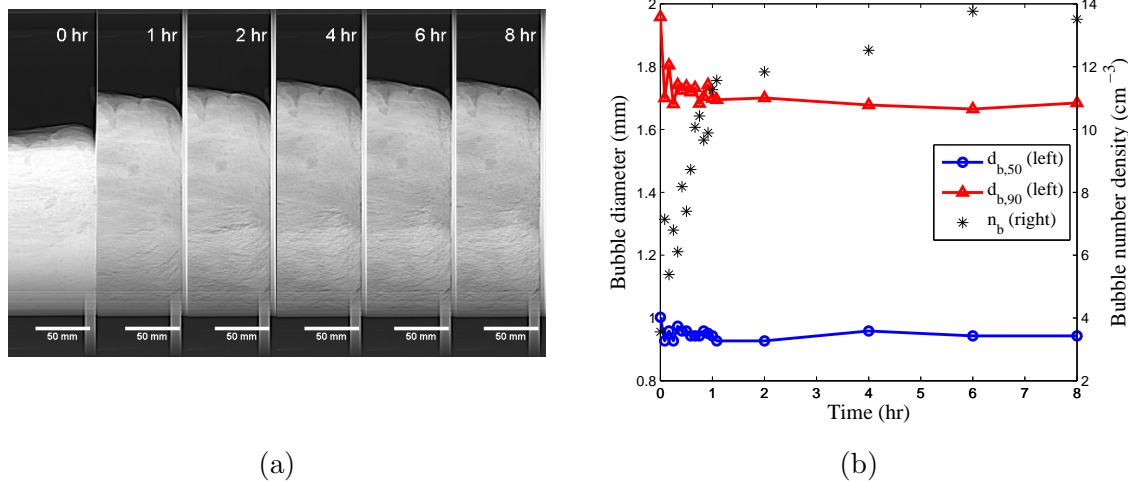 0 hr 1 hr 2 hr 4 hr 6 hr 8 hr
50 mm 50 mm 50 mm 50 mm 50 mm 50 mm
(a)
2
1.8
1.6
1.4
1.2
1
0.8
Bubble diameter (mm)
14
12
10
8
6
4
2
Bubble number density (cm⁻³)
d_{b,50} (left)
d_{b,90} (left)
n_b (right)
0 1 2 3 4 5 6 7 8
Time (hr)
(b)